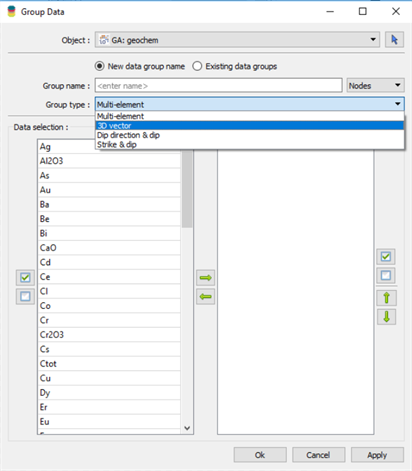 Group Data
Object : GA: geochem
New data group name Existing data groups
Group name : <enter name> Nodes
Group type : Multi-element
Multi-element
3D vector
Dip direction & dip
Strike & dip
Data selection :
Ag
Al2O3
As
Au
Ba
Be
Bi
CaO
Cd
Ce
Cl
Co
Cr
Cr2O3
Cs
Ctot
Cu
Dy
Er
Eu
Ok Cancel Apply